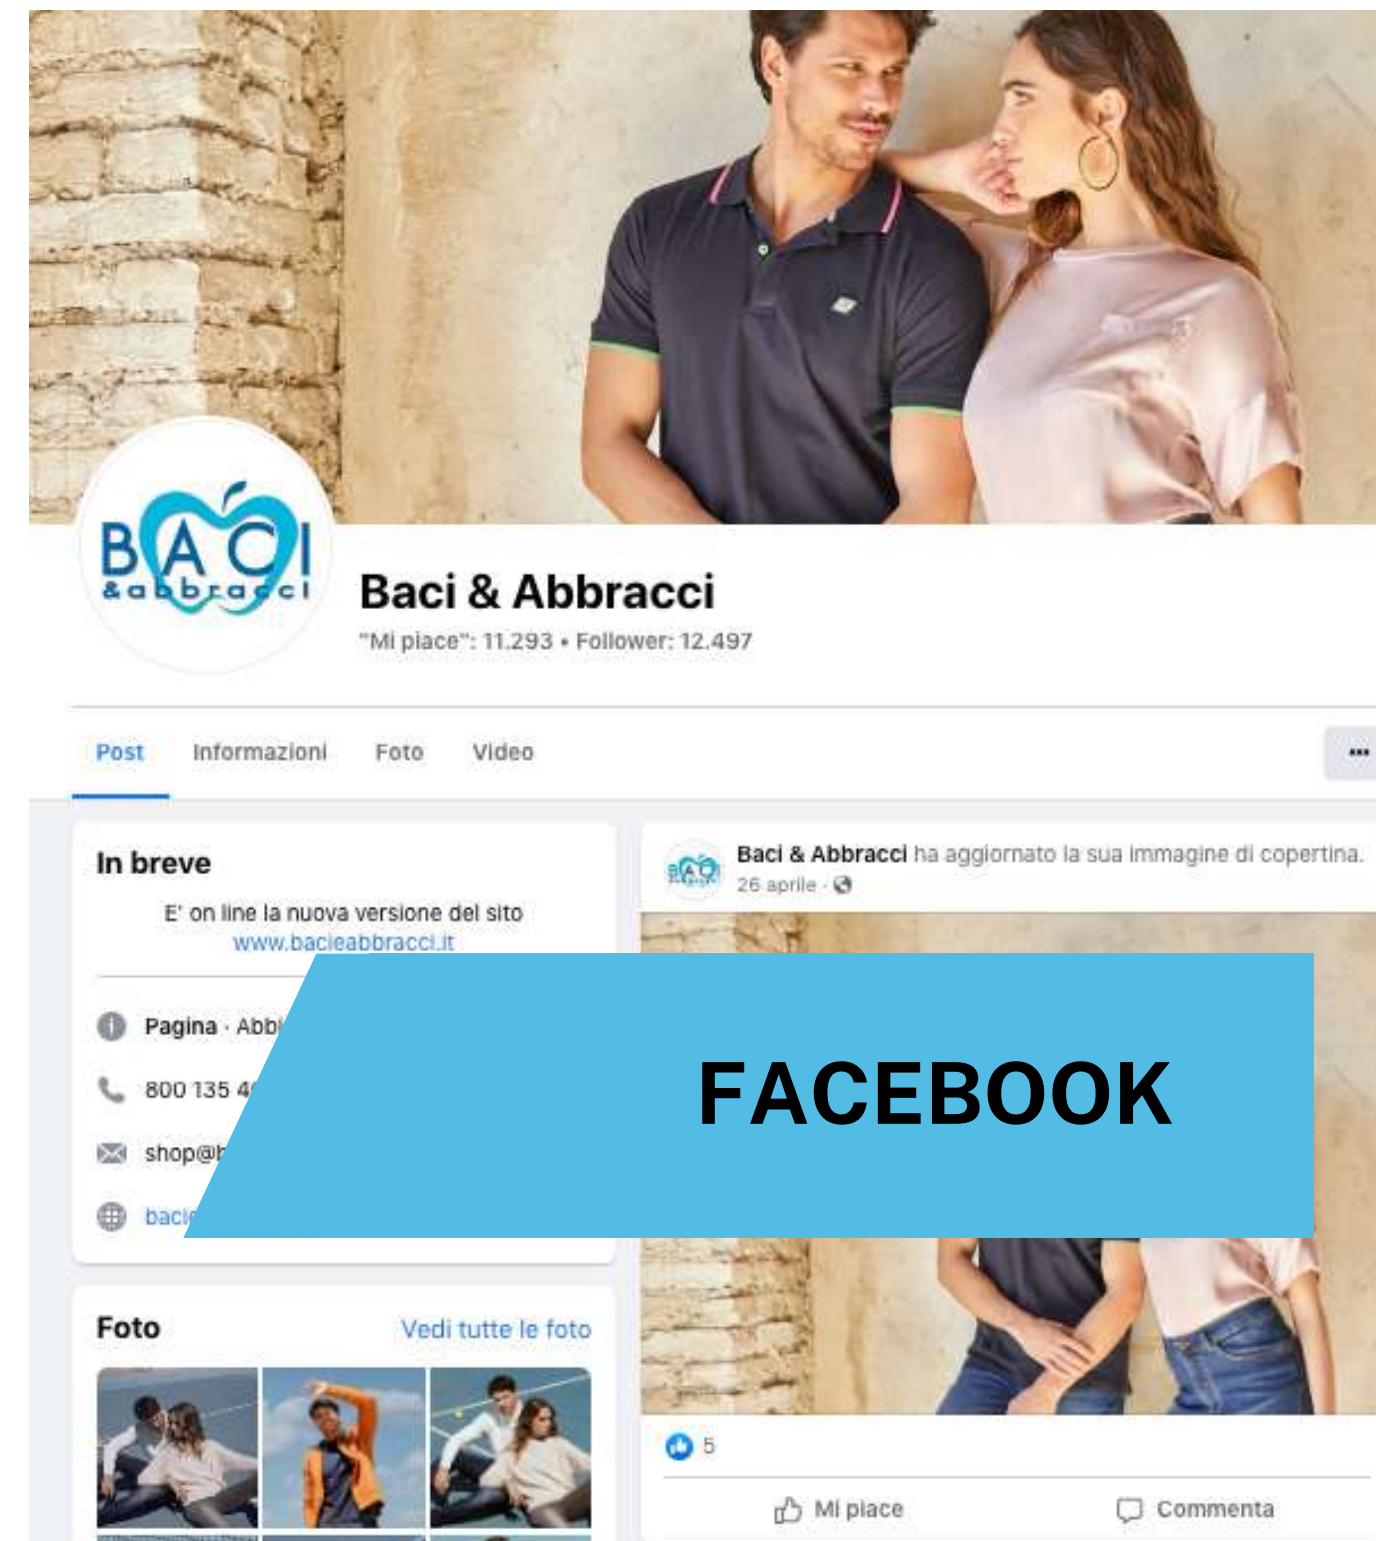 BACI
&abbracci
Baci & Abbracci
"Mi piace": 11.293 • Follower: 12.497
Post Informazioni Foto Video
In breve
E' on line la nuova versione del sito
www.bacieabbracci.it
Pagina · Abbi
800 135 4
shop@b
bacie
Baci & Abbracci ha aggiornato la sua immagine di copertina.
26 aprile ·
FACEBOOK
Foto Vedi tutte le foto
5
Mi piace Commenta